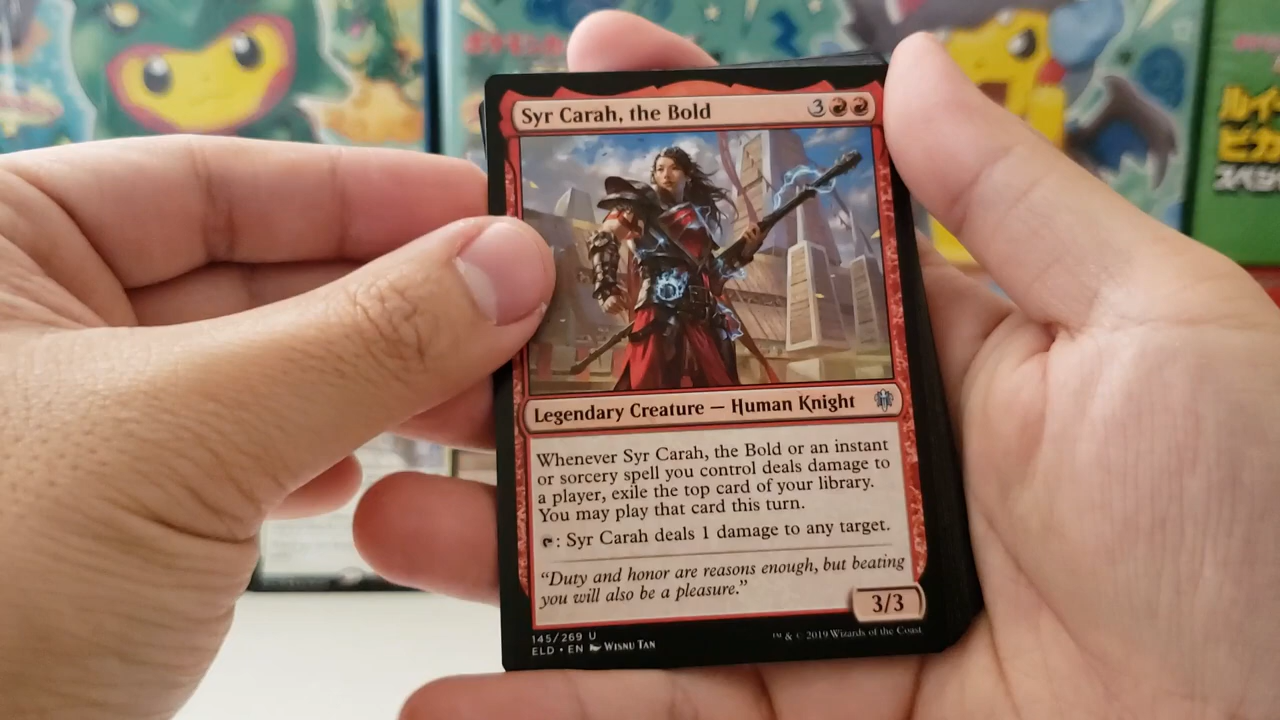 Syr Carah, the Bold
3
Legendary Creature — Human Knight
Whenever Syr Carah, the Bold or an instant
or sorcery spell you control deals damage to
a player, exile the top card of your library.
You may play that card this turn.
: Syr Carah deals 1 damage to any target.
“Duty and honor are reasons enough, but beating
you will also be a pleasure.”
3/3
145/269 U
ELD • EN Wisnu Tan
™ & © 2019 Wizards of the Coast